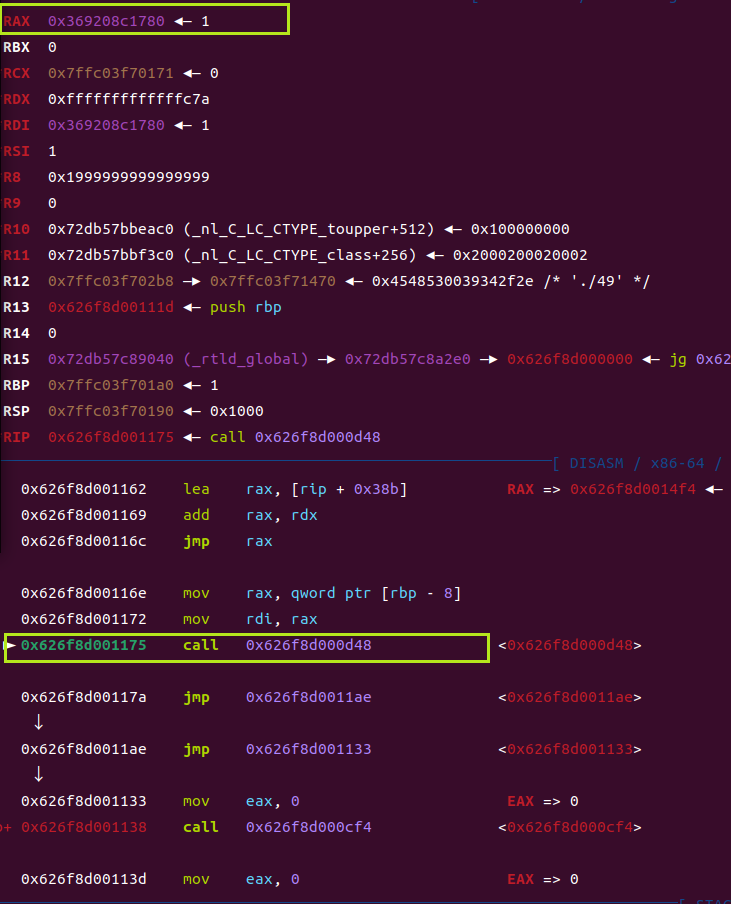 RAX  0x369208c1780 ◂— 1
RBX  0
RCX  0x7ffc03f70171 ◂— 0
RDX  0xfffffffffffffc7a
RDI  0x369208c1780 ◂— 1
RSI  1
R8   0x1999999999999999
R9   0
R10  0x72db57bbeac0 (_nl_C_LC_CTYPE_toupper+512) ◂— 0x100000000
R11  0x72db57bbf3c0 (_nl_C_LC_CTYPE_class+256) ◂— 0x2000200020002
R12  0x7ffc03f702b8 —▸ 0x7ffc03f71470 ◂— 0x4548530039342f2e /* './49' */
R13  0x626f8d00111d ◂— push rbp
R14  0
R15  0x72db57c89040 (_rtld_global) —▸ 0x72db57c8a2e0 —▸ 0x626f8d000000 ◂— jg 0x62
RBP  0x7ffc03f701a0 ◂— 1
RSP  0x7ffc03f70190 ◂— 0x1000
RIP  0x626f8d001175 ◂— call 0x626f8d000d48
[ DISASM / x86-64 /
0x626f8d001162    lea    rax, [rip + 0x38b]    RAX => 0x626f8d0014f4 ◂—
0x626f8d001169    add    rax, rdx
0x626f8d00116c    jmp    rax
0x626f8d00116e    mov    rax, qword ptr [rbp - 8]
0x626f8d001172    mov    rdi, rax
► 0x626f8d001175    call   0x626f8d000d48    <0x626f8d000d48>
0x626f8d00117a    jmp    0x626f8d0011ae    <0x626f8d0011ae>
↓
0x626f8d0011ae    jmp    0x626f8d001133    <0x626f8d001133>
↓
0x626f8d001133    mov    eax, 0    EAX => 0
b+ 0x626f8d001138    call   0x626f8d000cf4    <0x626f8d000cf4>
0x626f8d00113d    mov    eax, 0    EAX => 0